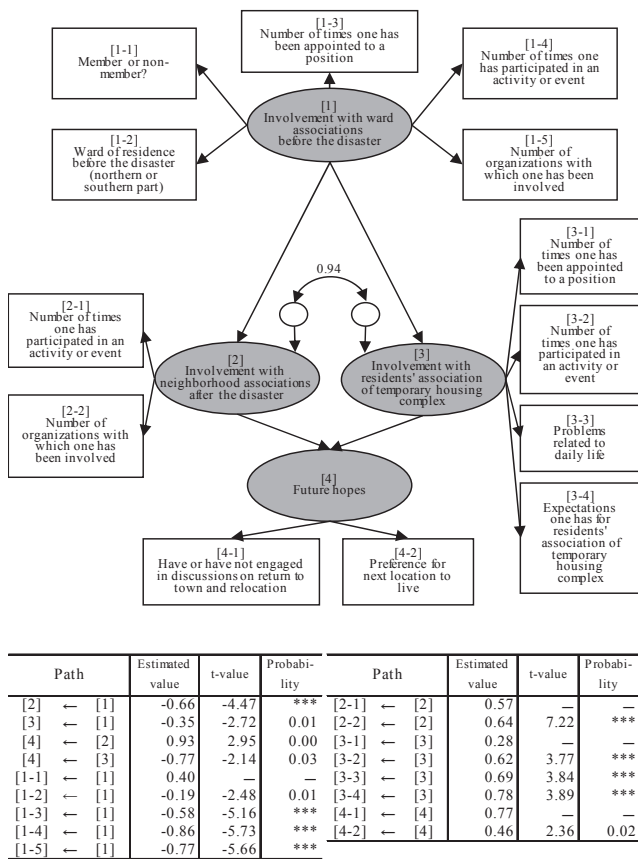 [1-3]
Number of times one has
been appointed to a
position
[1-1]
Member or non-
member?
[1-4]
Number of times one
has participated in an
activity or event
[1]
Involvement with ward
associations
before the disaster
[1-2]
Ward of residence
before the disaster
(northern or
southern part)
[1-5]
Number of
organizations with
which one has been
involved
[3-1]
Number of
times one has
been appointed
to a position
0.94
[2-1]
Number of times
one has
participated in an
activity or event
[3-2]
Number of
times one has
participated in
an activity or
event
[2]
Involvement with
neighborhood associations
after the disaster
[3]
Involvement with
residents' association
of temporary housing
complex
[2-2]
Number of
organizations with
which one has
been involved
[3-3]
Problems
related to
daily life
[4]
Future hopes
[3-4]
Expectations
one has for
residents'
association of
temporary
housing
complex
[4-1]
Have or have not engaged
in discussions on return to
town and relocation
[4-2]
Preference for
next location to
live
Path Estimated value t-value Probabi-lity Path Estimated value t-value Probabi-lity
[2] ← [1] -0.66 -4.47 *** [2-1] ← [2] 0.57 — —
[3] ← [1] -0.35 -2.72 0.01 [2-2] ← [2] 0.64 7.22 ***
[4] ← [2] 0.93 2.95 0.00 [3-1] ← [3] 0.28 — —
[4] ← [3] -0.77 -2.14 0.03 [3-2] ← [3] 0.62 3.77 ***
[1-1] ← [1] 0.40 — — [3-3] ← [3] 0.69 3.84 ***
[1-2] ← [1] -0.19 -2.48 0.01 [3-4] ← [3] 0.78 3.89 ***
[1-3] ← [1] -0.58 -5.16 *** [4-1] ← [4] 0.77 — —
[1-4] ← [1] -0.86 -5.73 *** [4-2] ← [4] 0.46 2.36 0.02
[1-5] ← [1] -0.77 -5.66 ***